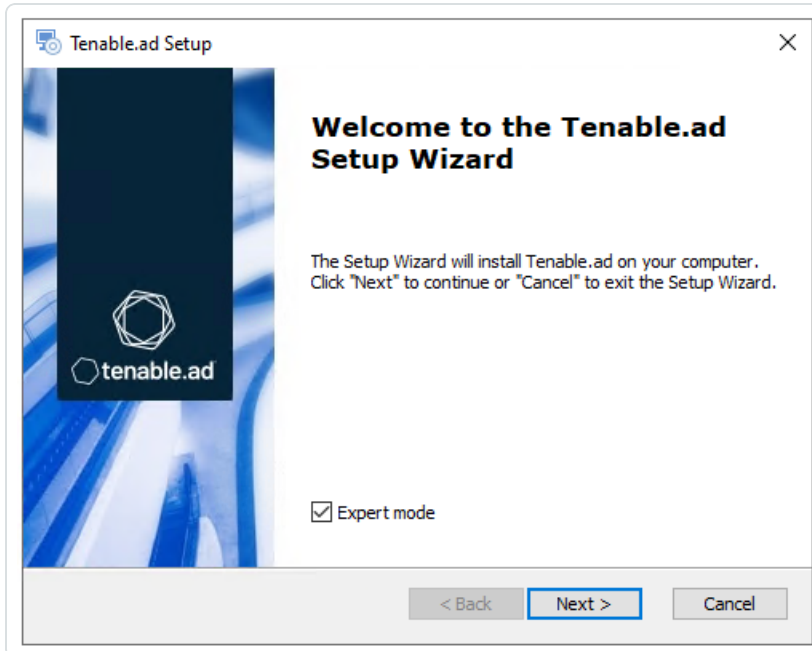 Tenable.ad Setup
Welcome to the Tenable.ad
Setup Wizard
The Setup Wizard will install Tenable.ad on your computer.
Click "Next" to continue or "Cancel" to exit the Setup Wizard.
tenable.ad
Expert mode
< Back
Next >
Cancel